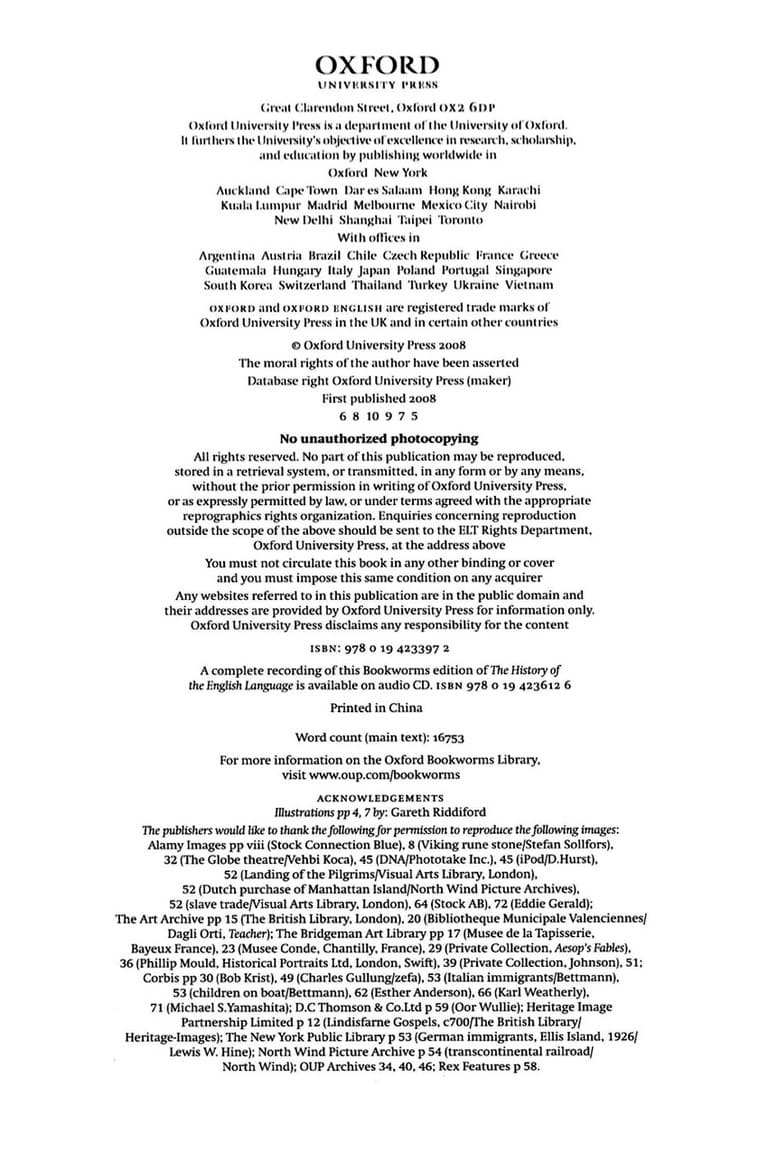 OXFORD
UNIVERSITY PRESS
Great Clarendon Street, Oxford OX2 6DP
Oxford University Press is a department of the University of Oxford.
It furthers the University's objective of excellence in research, scholarship,
and education by publishing worldwide in
Oxford New York
Auckland Cape Town Dar es Salaam Hong Kong Karachi
Kuala Lumpur Madrid Melbourne Mexico City Nairobi
New Delhi Shanghai Taipei Toronto
With offices in
Argentina Austria Brazil Chile Czech Republic France Greece
Guatemala Hungary Italy Japan Poland Portugal Singapore
South Korea Switzerland Thailand Turkey Ukraine Vietnam
OXFORD and OXFORD ENGLISH are registered trade marks of
Oxford University Press in the UK and in certain other countries
© Oxford University Press 2008
The moral rights of the author have been asserted
Database right Oxford University Press (maker)
First published 2008
6 8 10 9 7 5
No unauthorized photocopying
All rights reserved. No part of this publication may be reproduced,
stored in a retrieval system, or transmitted, in any form or by any means,
without the prior permission in writing of Oxford University Press,
or as expressly permitted by law, or under terms agreed with the appropriate
reprographics rights organization. Enquiries concerning reproduction
outside the scope of the above should be sent to the ELT Rights Department,
Oxford University Press, at the address above
You must not circulate this book in any other binding or cover
and you must impose this same condition on any acquirer
Any websites referred to in this publication are in the public domain and
their addresses are provided by Oxford University Press for information only.
Oxford University Press disclaims any responsibility for the content
ISBN: 978 0 19 423397 2
A complete recording of this Bookworms edition of The History of
the English Language is available on audio CD. ISBN 978 0 19 423612 6
Printed in China
Word count (main text): 16753
For more information on the Oxford Bookworms Library,
visit www.oup.com/bookworms
ACKNOWLEDGEMENTS
Illustrations pp 4, 7 by: Gareth Riddiford
The publishers would like to thank the following for permission to reproduce the following images:
Alamy Images pp viii (Stock Connection Blue), 8 (Viking rune stone/Stefan Sollfors),
32 (The Globe theatre/Vehbi Koca), 45 (DNA/Phototake Inc.), 45 (iPod/D.Hurst),
52 (Landing of the Pilgrims/Visual Arts Library, London),
52 (Dutch purchase of Manhattan Island/North Wind Picture Archives),
52 (slave trade/Visual Arts Library, London), 64 (Stock AB), 72 (Eddie Gerald);
The Art Archive pp 15 (The British Library, London), 20 (Bibliotheque Municipale Valenciennes/
Dagli Orti, Teacher); The Bridgeman Art Library pp 17 (Musee de la Tapisserie,
Bayeux France), 23 (Musee Conde, Chantilly, France), 29 (Private Collection, Aesop's Fables),
36 (Phillip Mould, Historical Portraits Ltd, London, Swift), 39 (Private Collection, Johnson), 51;
Corbis pp 30 (Bob Krist), 49 (Charles Gullung/zefa), 53 (Italian immigrants/Bettmann),
53 (children on boat/Bettmann), 62 (Esther Anderson), 66 (Karl Weatherly),
71 (Michael S.Yamashita); D.C Thomson & Co.Ltd p 59 (Oor Wullie); Heritage Image
Partnership Limited p 12 (Lindisfarne Gospels, c700/The British Library/
Heritage-Images); The New York Public Library p 53 (German immigrants, Ellis Island, 1926/
Lewis W. Hine); North Wind Picture Archive p 54 (transcontinental railroad/
North Wind); OUP Archives 34, 40, 46; Rex Features p 58.